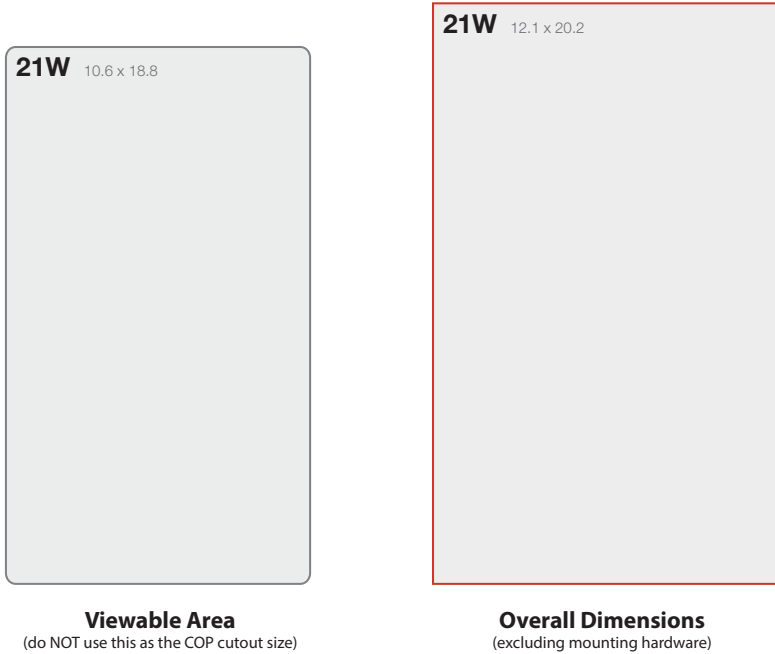 21W 10.6 x 18.8
21W 12.1 x 20.2
Viewable Area
(do NOT use this as the COP cutout size)
Overall Dimensions
(excluding mounting hardware)